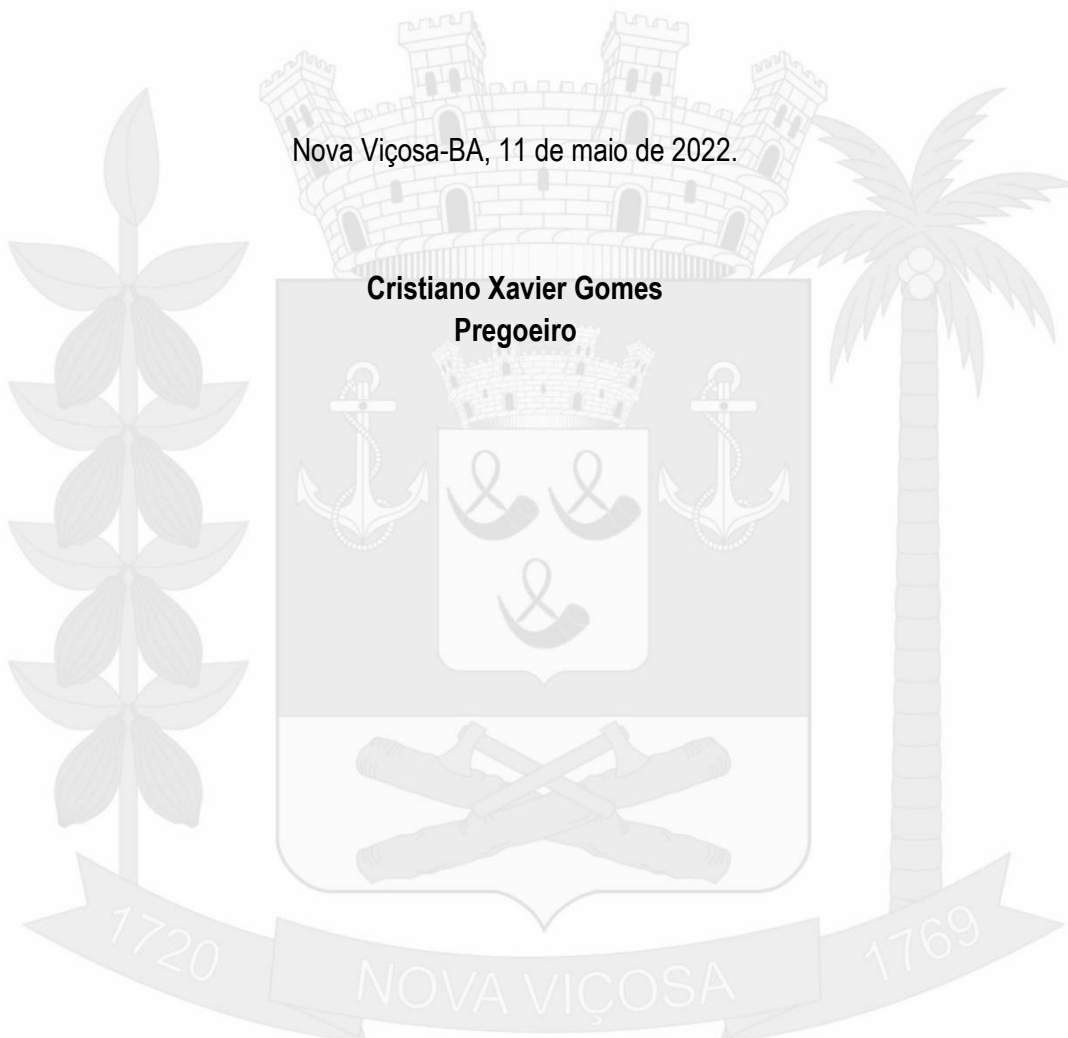 Nova Viçosa-BA, 11 de maio de 2022.
Cristiano Xavier Gomes
Pregoeiro
1720
NOVA VIÇOSA
1769